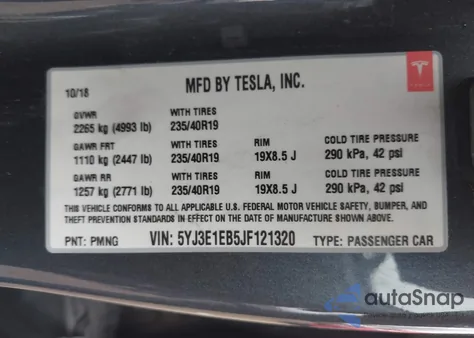 10/18
MFD BY TESLA, INC.
TESLA
GVWR WITH TIRES
2265 kg (4993 lb) 235/40R19
GAWR FRT WITH TIRES RIM COLD TIRE PRESSURE
1110 kg (2447 lb) 235/40R19 19X8.5 J 290 kPa, 42 psi
GAWR RR WITH TIRES RIM COLD TIRE PRESSURE
1257 kg (2771 lb) 235/40R19 19X8.5 J 290 kPa, 42 psi
THIS VEHICLE CONFORMS TO ALL APPLICABLE U.S. FEDERAL MOTOR VEHICLE SAFETY, BUMPER, AND
THEFT PREVENTION STANDARDS IN EFFECT ON THE DATE OF MANUFACTURE SHOWN ABOVE.
PNT: PMNG VIN: 5YJ3E1EB5JF121320 TYPE: PASSENGER CAR
autoSnap